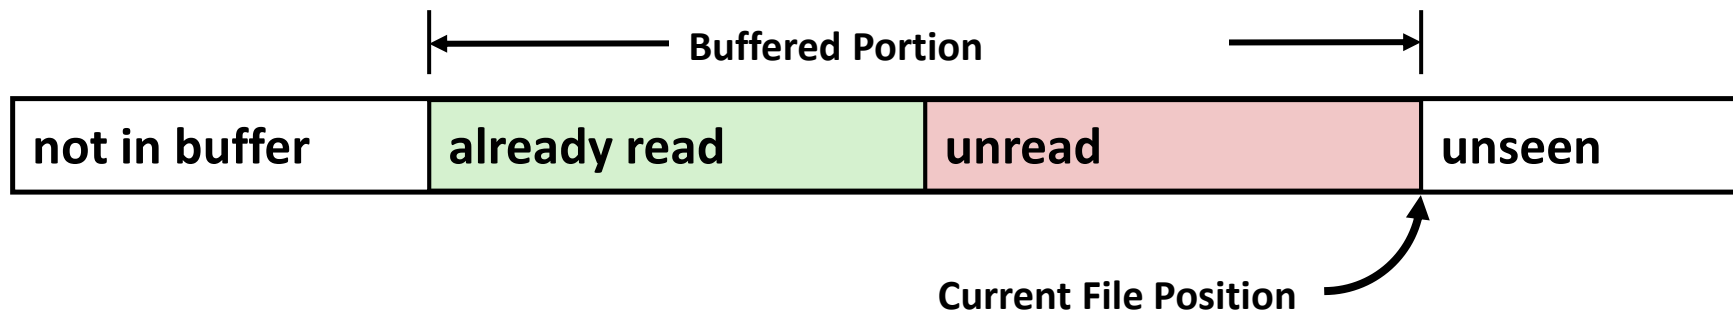 Buffered Portion
not in buffer already read unread unseen
Current File Position